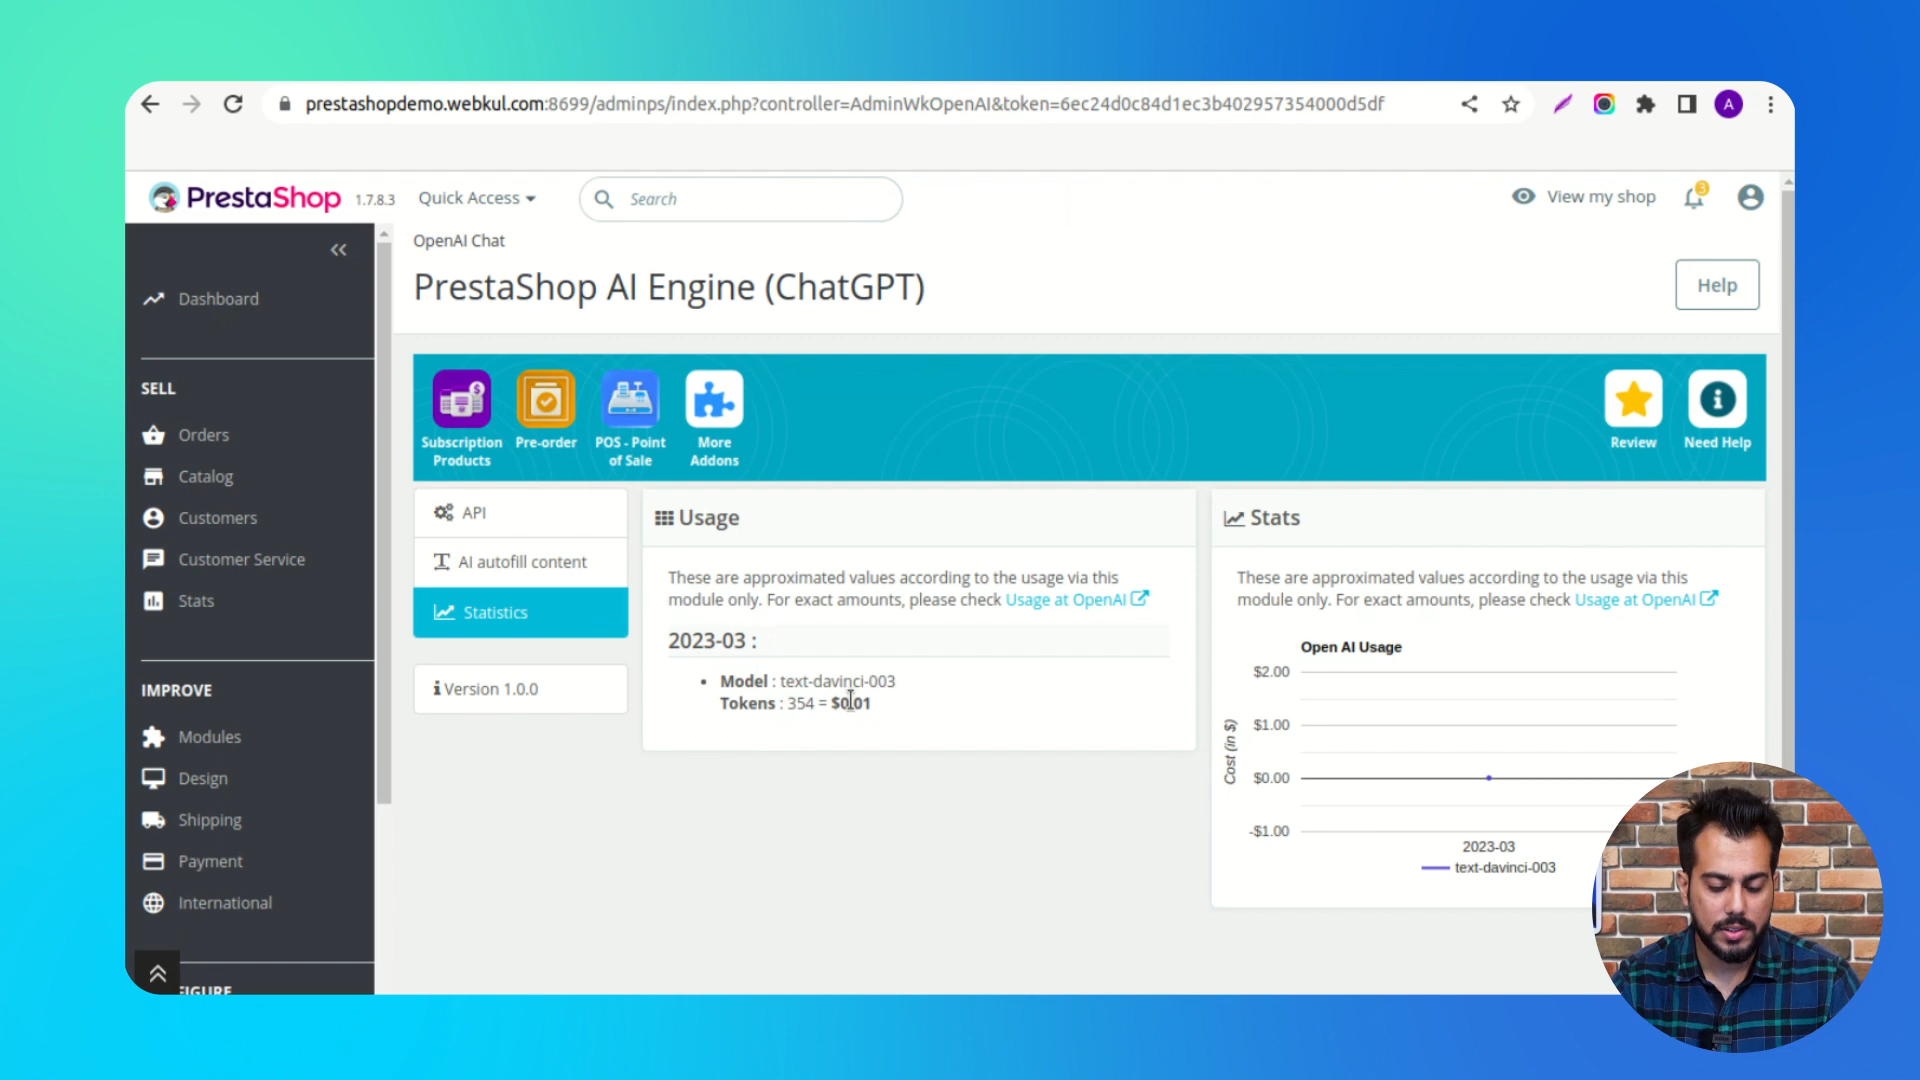 prestashopdemo.webkul.com:8699/adminps/index.php?controller=AdminWkOpenAI&token=6ec24d0c84d1ec3b402957354000d5df
A
PrestaShop 1.7.8.3 Quick Access Search View my shop 3
OpenAI Chat
PrestaShop AI Engine (ChatGPT)
Help
Dashboard
SELL
Orders
Catalog
Customers
Customer Service
Stats
IMPROVE
Modules
Design
Shipping
Payment
International
Subscription
Products
Pre-order
POS - Point
of Sale
More
Addons
Review
Need Help
API
AI autofill content
Statistics
Version 1.0.0
Usage
These are approximated values according to the usage via this
module only. For exact amounts, please check Usage at OpenAI
2023-03 :
Model : text-davinci-003
Tokens : 354 = $0.01
Stats
These are approximated values according to the usage via this
module only. For exact amounts, please check Usage at OpenAI
Open AI Usage
$2.00
$1.00
$0.00
-$1.00
Cost (in $)
2023-03
text-davinci-003